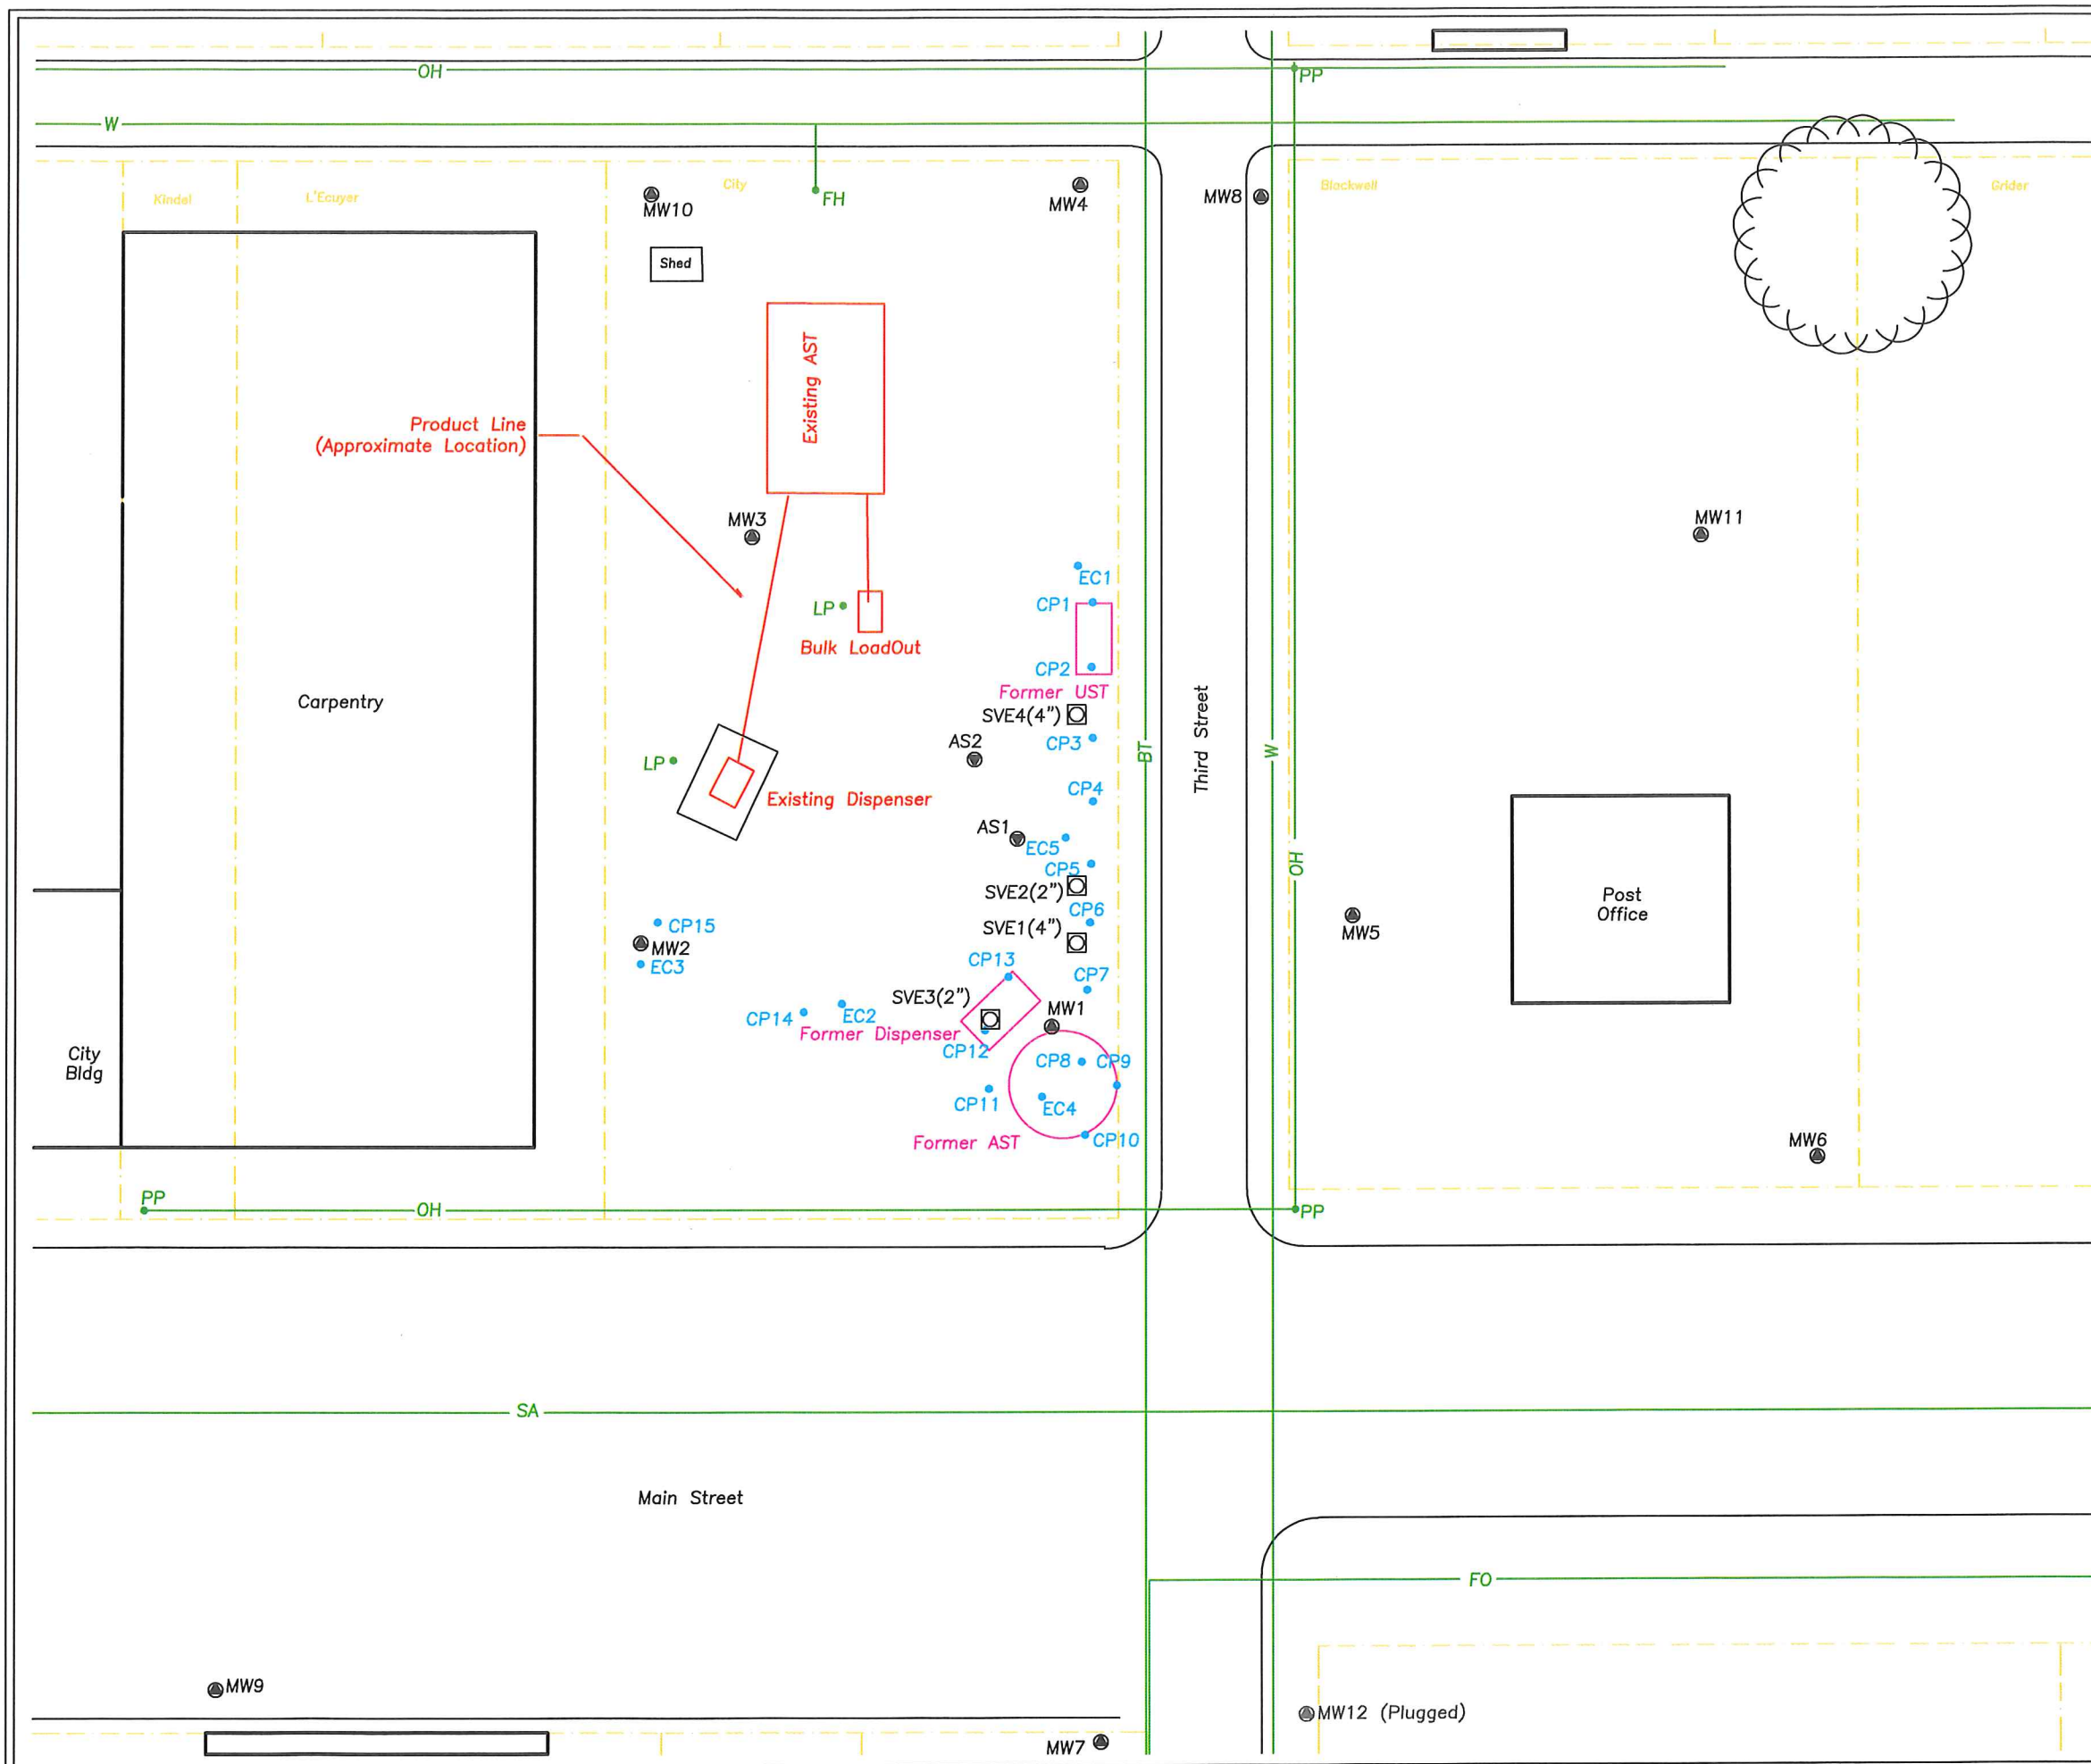 OH
PP
W
Kindel
L'Ecuyer
City
FH
MW10
MW4
MW8
Blackwell
Grider
Shed
Existing AST
Product Line
(Approximate Location)
MW3
MW11
EC1
CP1
LP
Bulk LoadOut
CP2
Former UST
Carpentry
SVE4(4")
CP3
AS2
Third Street
BT
W
LP
Existing Dispenser
CP4
AS1
EC5
CP5
OH
SVE2(2")
CP6
Post
Office
CP15
SVE1(4")
MW5
MW2
EC3
CP13
CP7
SVE3(2")
MW1
CP14
EC2
Former Dispenser
CP12
City
Bldg
CP8
CP9
CP11
EC4
Former AST
CP10
MW6
PP
OH
PP
SA
Main Street
FO
MW9
MW12 (Plugged)
MW7